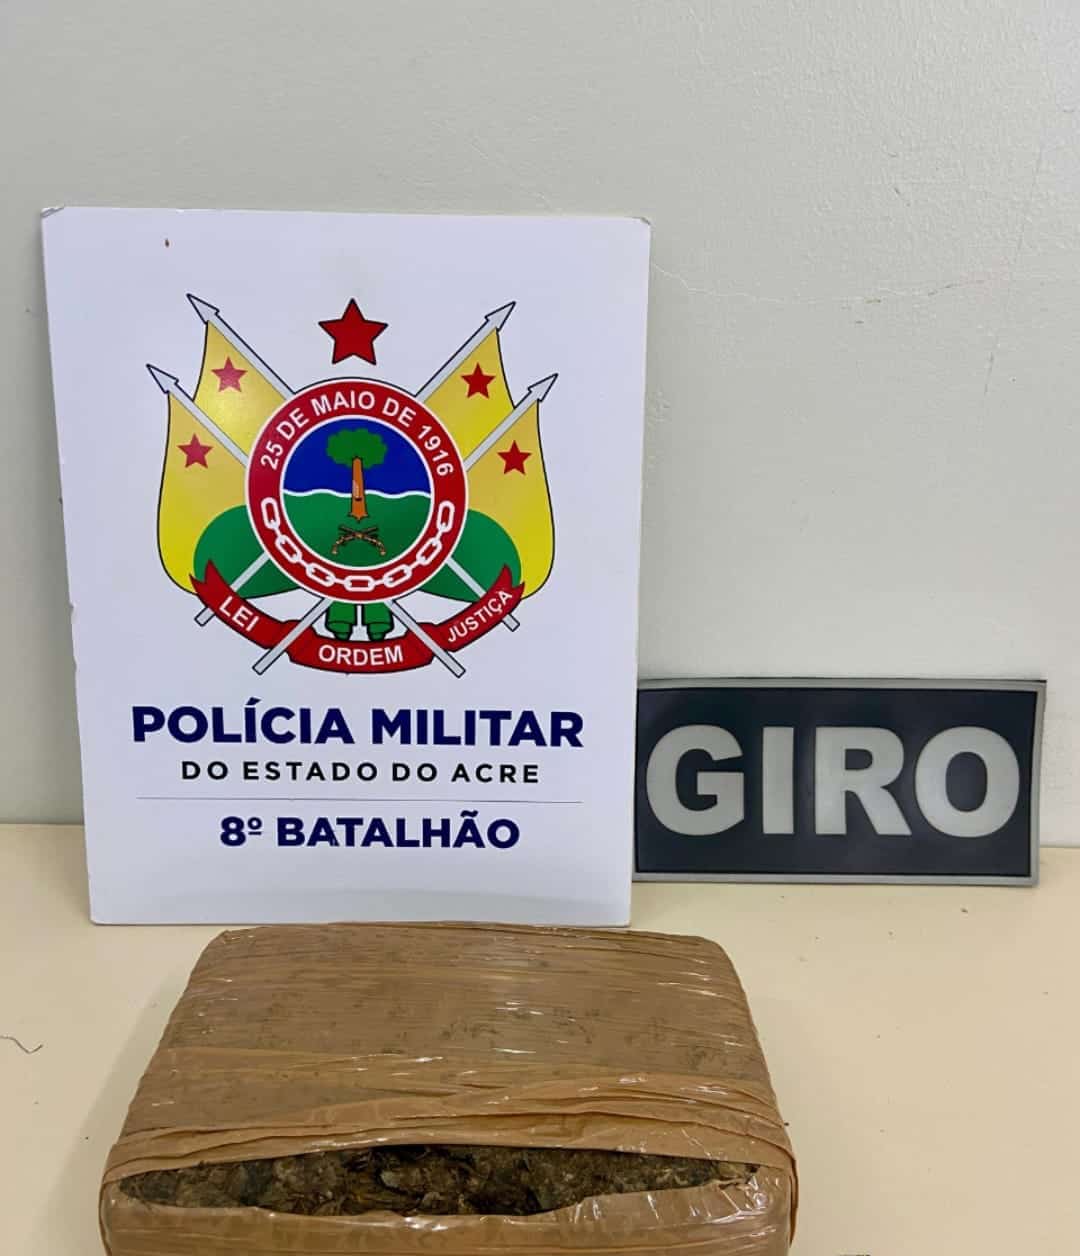 25 DE MAIO DE 1916
LEI
ORDEM
JUSTIÇA
POLÍCIA MILITAR
DO ESTADO DO ACRE
8º BATALHÃO
GIRO